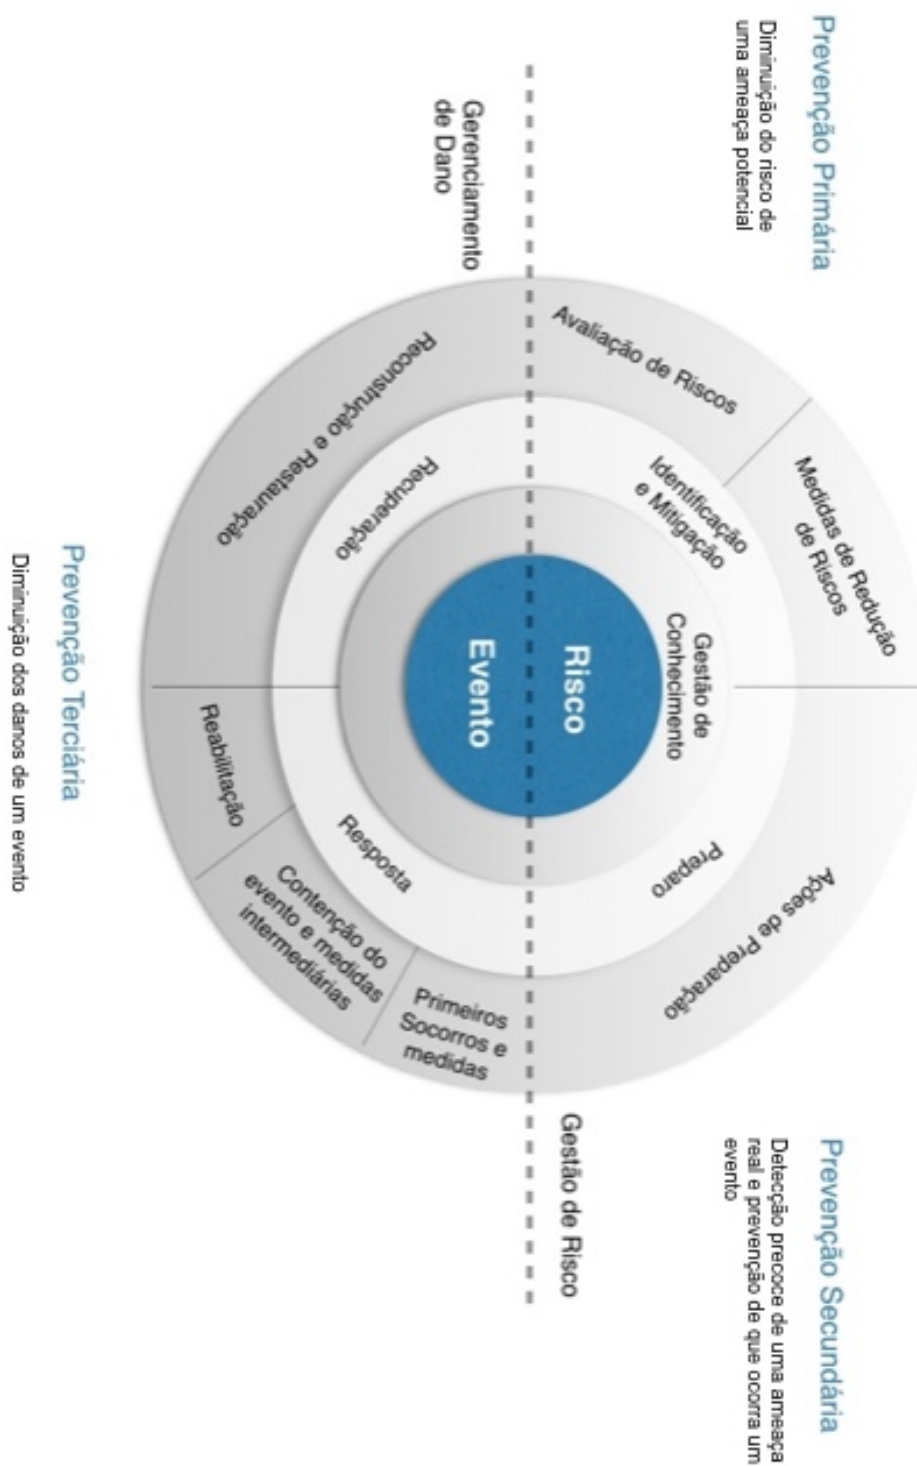 Prevenção Primária
Diminuição do risco de
uma ameaça potencial
Prevenção Secundária
Detecção precoce de uma ameaça
real e prevenção de que ocorra um
evento
Medidas de Redução
de Riscos
Avaliação de Riscos
Ações de Preparação
Identificação
e Mitigação
Preparo
Gestão de
Conhecimento
Risco
Evento
Gestão de Risco
Gerenciamento
de Dano
Recuperação
Resposta
Reconstrução e Restauração
Reabilitação
Contenção do
evento e medidas
intermediárias
Primeiros
Socorros e
medidas
Prevenção Terciária
Diminuição dos danos de um evento